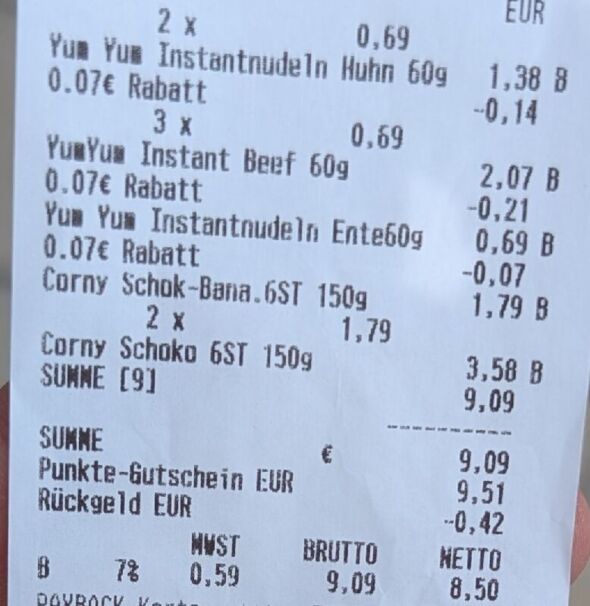 EUR
2 x 0,69
Yum Yum Instantnudeln Huhn 60g 1,38 B
0.07€ Rabatt -0,14
3 x 0,69
YumYum Instant Beef 60g 2,07 B
0.07€ Rabatt -0,21
Yum Yum Instantnudeln Ente60g 0,69 B
0.07€ Rabatt -0,07
Corny Schok-Bana.6ST 150g 1,79 B
2 x 1,79
Corny Schoko 6ST 150g 3,58 B
SUMME [9] 9,09
SUMME € 9,09
Punkte-Gutschein EUR 9,51
Rückgeld EUR -0,42
MWST BRUTTO NETTO
B 7% 0,59 9,09 8,50
PAYBACK